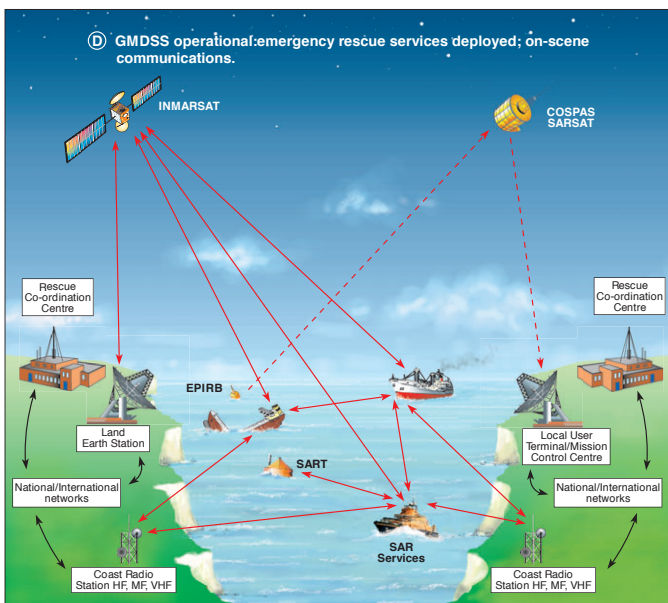 D GMDSS operational:emergency rescue services deployed; on-scene
communications.
INMARSAT
COSPAS
SARSAT
Rescue
Co-ordination
Centre
Rescue
Co-ordination
Centre
EPIRB
Land
Earth Station
Local User
Terminal/Mission
Control Centre
SART
National/International
networks
National/International
networks
SAR
Services
Coast Radio
Station HF, MF, VHF
Coast Radio
Station HF, MF, VHF